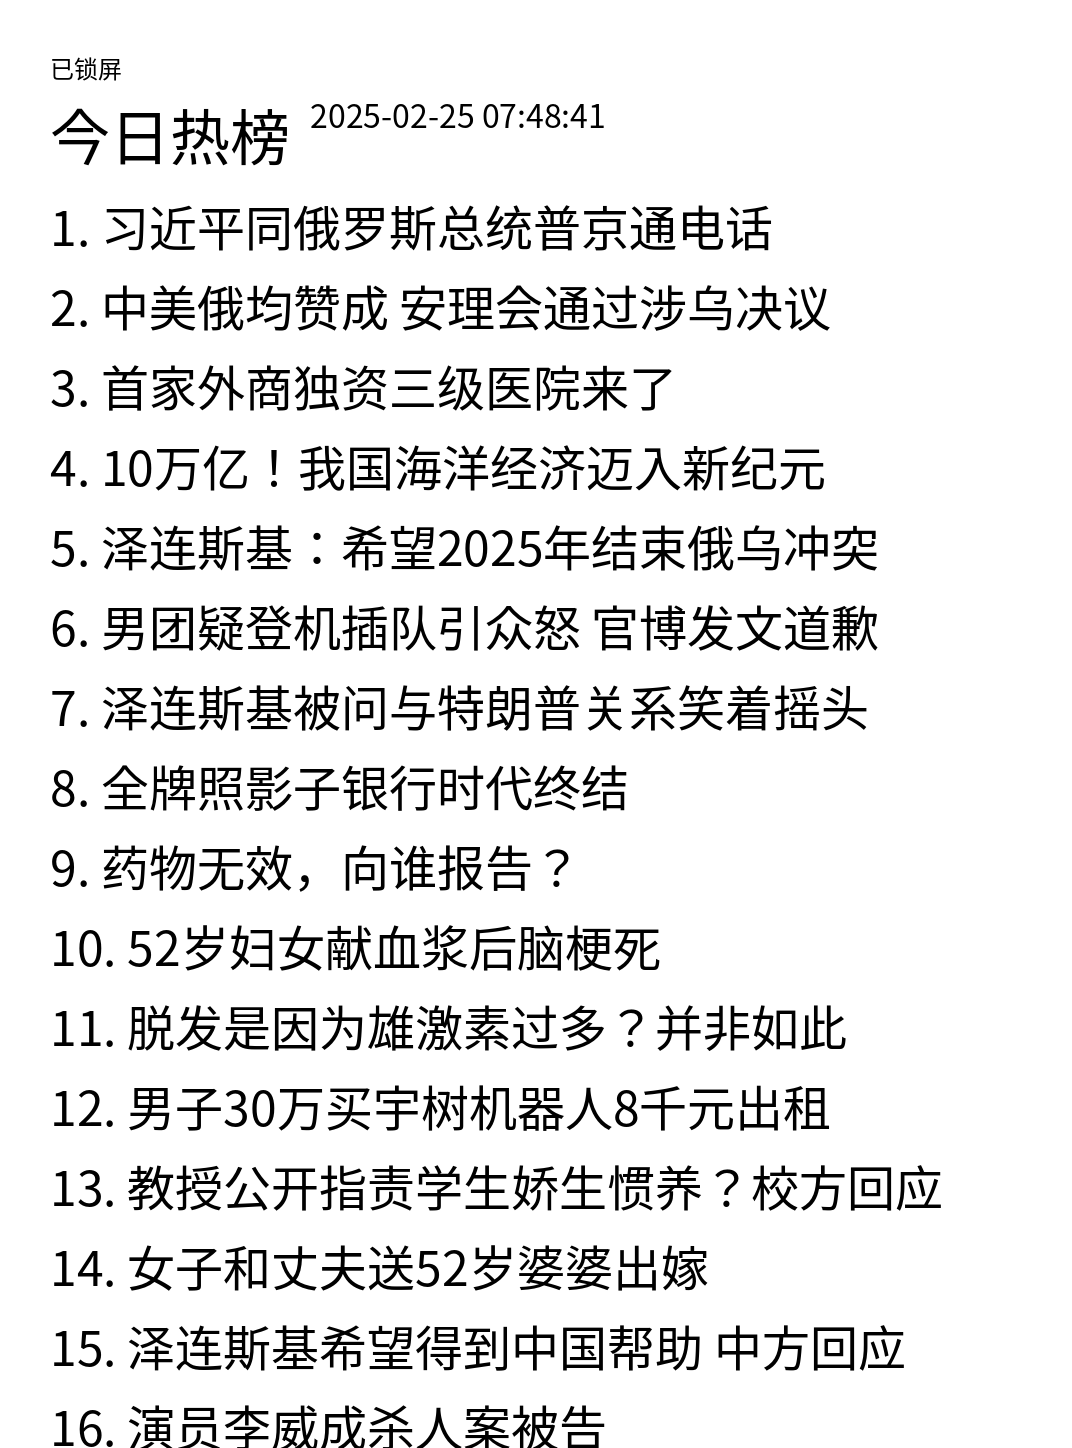 已锁屏
今日热榜 2025-02-25 07:48:41
1. 习近平同俄罗斯总统普京通电话
2. 中美俄均赞成 安理会通过涉乌决议
3. 首家外商独资三级医院来了
4. 10万亿！我国海洋经济迈入新纪元
5. 泽连斯基：希望2025年结束俄乌冲突
6. 男团疑登机插队引众怒 官博发文道歉
7. 泽连斯基被问与特朗普关系笑着摇头
8. 全牌照影子银行时代终结
9. 药物无效，向谁报告？
10. 52岁妇女献血浆后脑梗死
11. 脱发是因为雄激素过多？并非如此
12. 男子30万买宇树机器人8千元出租
13. 教授公开指责学生娇生惯养？校方回应
14. 女子和丈夫送52岁婆婆出嫁
15. 泽连斯基希望得到中国帮助 中方回应
16. 演员李威成杀人案被告